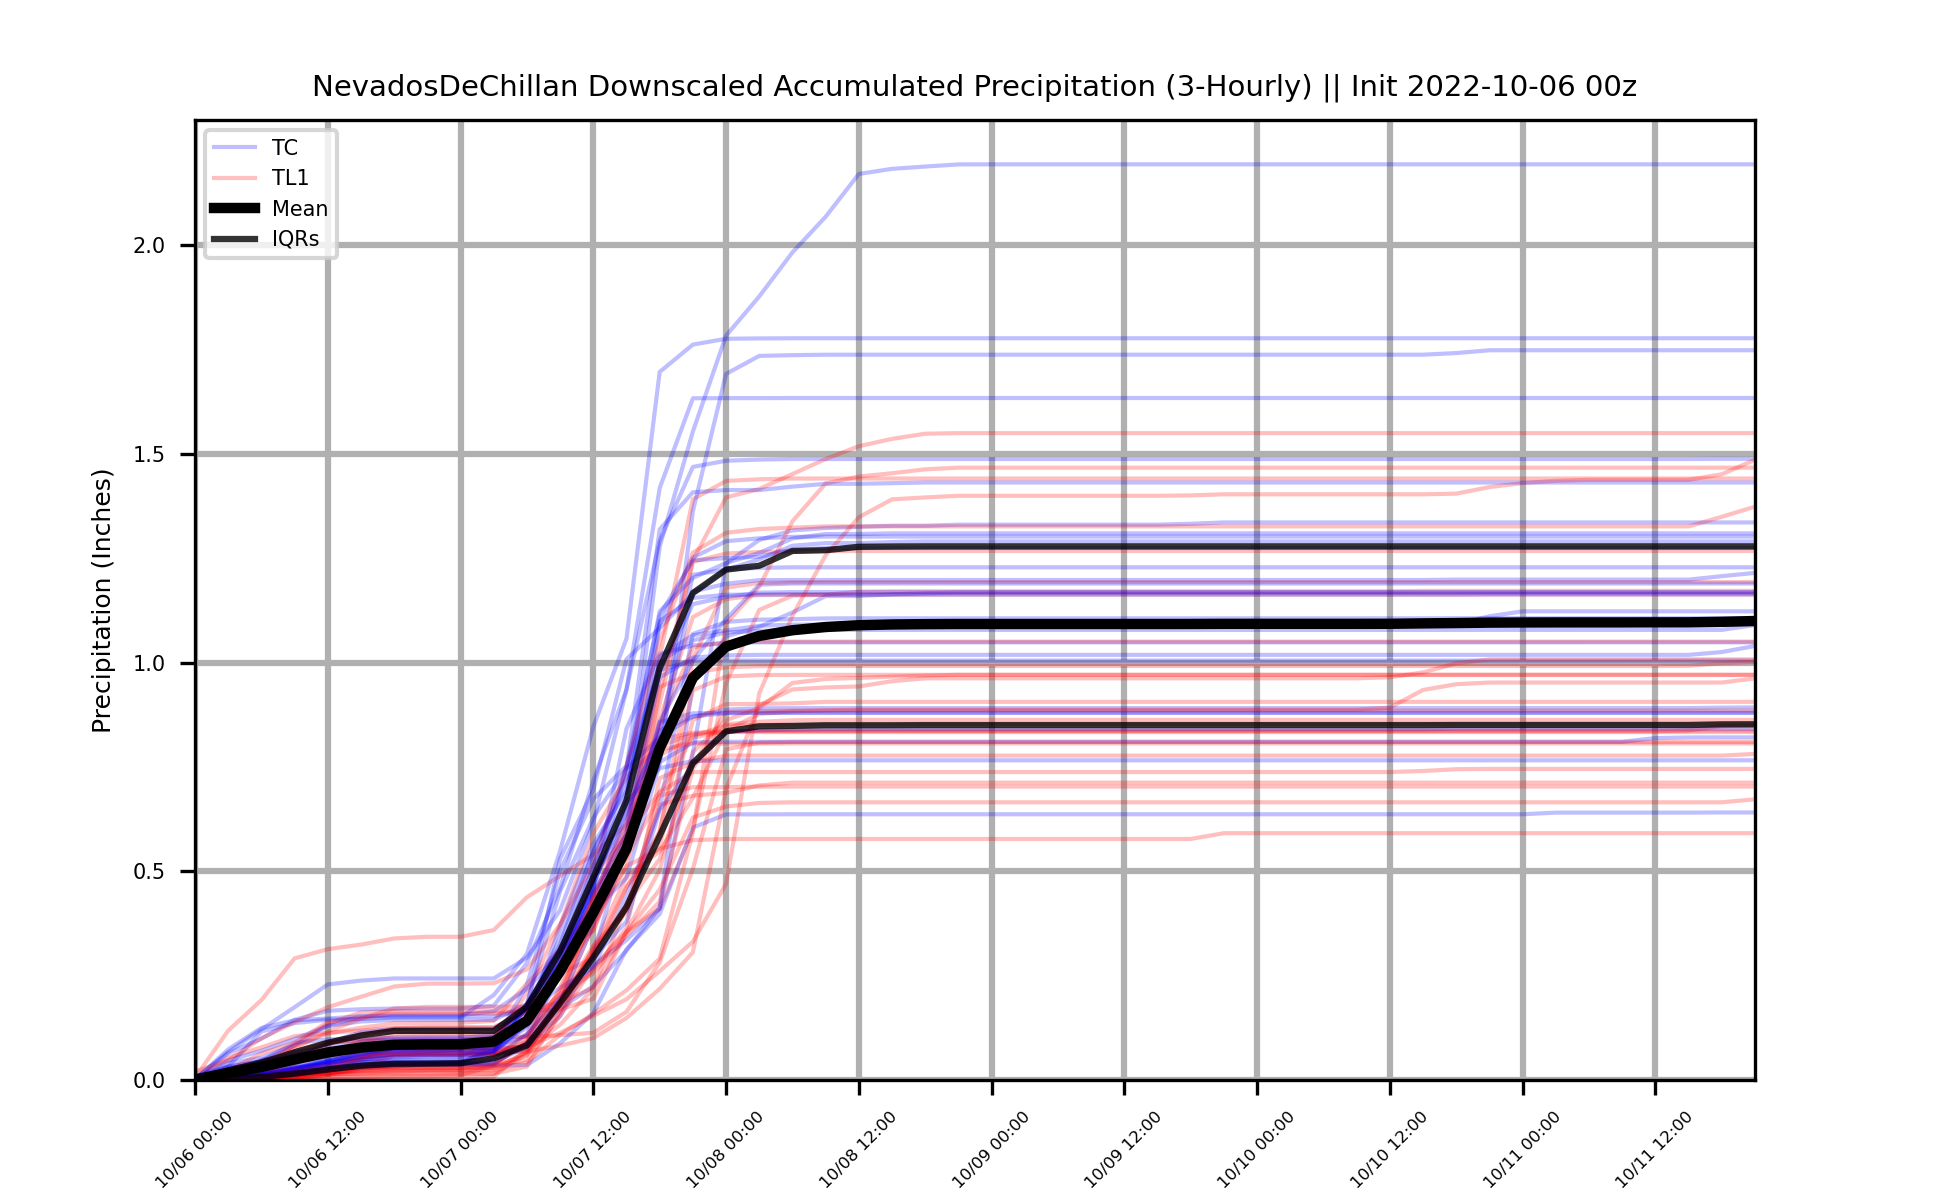 NevadosDeChillan Downscaled Accumulated Precipitation (3-Hourly) || Init 2022-10-06 00z
TC
TL1
Mean
IQRs
Precipitation (Inches)
2.0
1.5
1.0
0.5
0.0
10/06 00:00
10/06 12:00
10/07 00:00
10/07 12:00
10/08 00:00
10/08 12:00
10/09 00:00
10/09 12:00
10/10 00:00
10/10 12:00
10/11 00:00
10/11 12:00